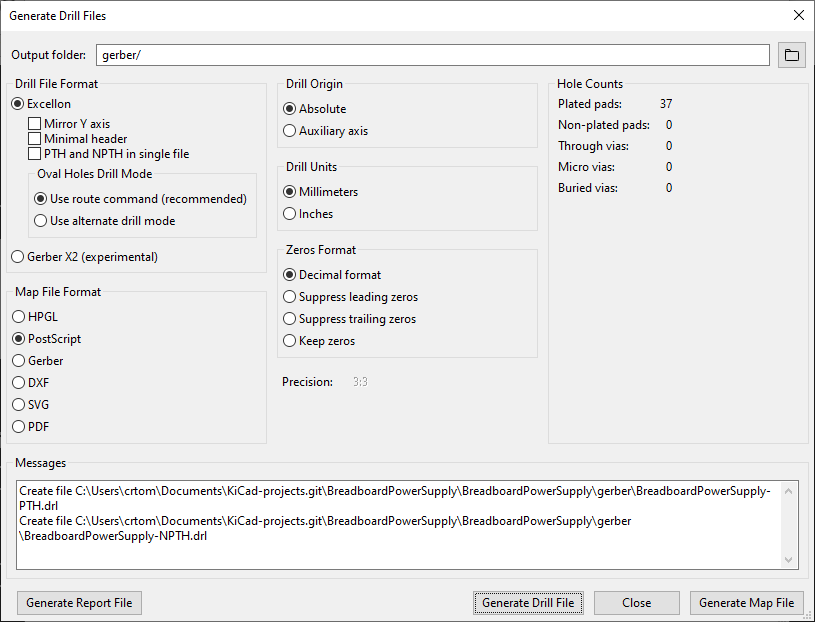 Generate Drill Files
Output folder:
gerber/
Drill File Format
Excellon
Mirror Y axis
Minimal header
PTH and NPTH in single file
Oval Holes Drill Mode
Use route command (recommended)
Use alternate drill mode
Gerber X2 (experimental)
Map File Format
HPGL
PostScript
Gerber
DXF
SVG
PDF
Drill Origin
Absolute
Auxiliary axis
Drill Units
Millimeters
Inches
Zeros Format
Decimal format
Suppress leading zeros
Suppress trailing zeros
Keep zeros
Precision: 3:3
Hole Counts
Plated pads: 37
Non-plated pads: 0
Through vias: 0
Micro vias: 0
Buried vias: 0
Messages
Create file C:\Users\crtom\Documents\KiCad-projects.git\BreadboardPowerSupply\BreadboardPowerSupply\gerber\BreadboardPowerSupply-
PTH.drl
Create file C:\Users\crtom\Documents\KiCad-projects.git\BreadboardPowerSupply\BreadboardPowerSupply\gerber
\BreadboardPowerSupply-NPTH.drl
Generate Report File
Generate Drill File
Close
Generate Map File